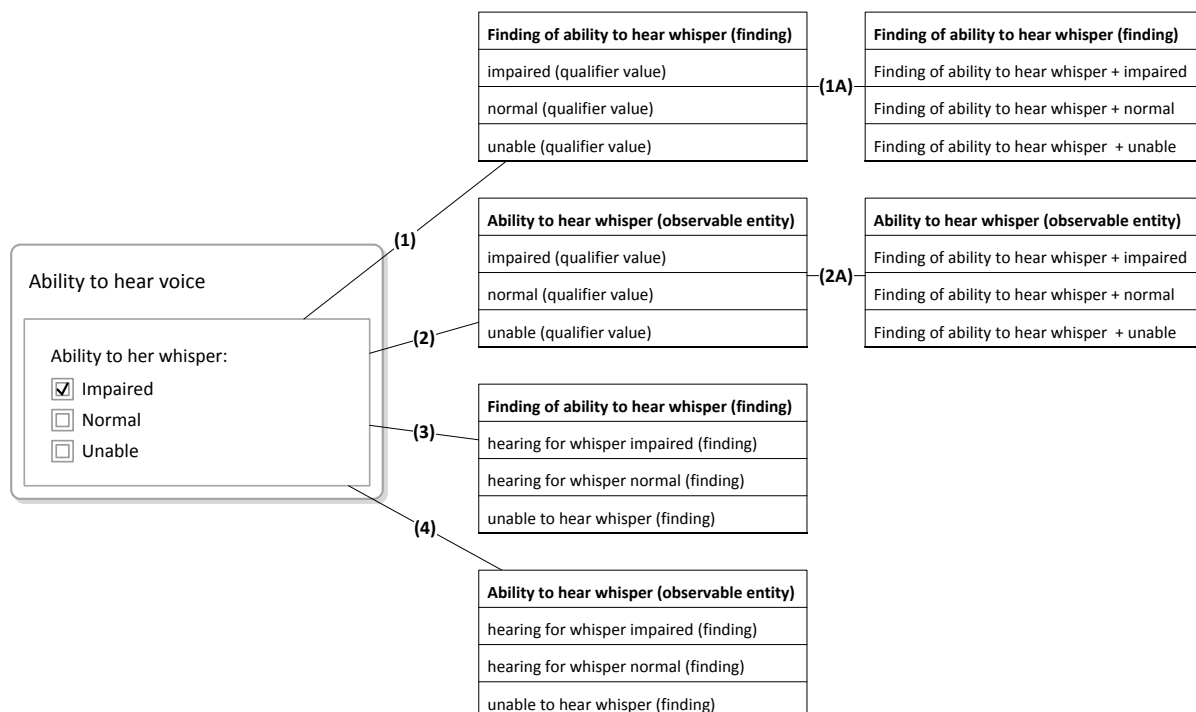 Finding of ability to hear whisper (finding)
impaired (qualifier value)
normal (qualifier value)
unable (qualifier value)
(1A)
Finding of ability to hear whisper (finding)
Finding of ability to hear whisper + impaired
Finding of ability to hear whisper + normal
Finding of ability to hear whisper + unable
(1)
Ability to hear whisper (observable entity)
impaired (qualifier value)
normal (qualifier value)
unable (qualifier value)
(2A)
Ability to hear whisper (observable entity)
Finding of ability to hear whisper + impaired
Finding of ability to hear whisper + normal
Finding of ability to hear whisper + unable
Ability to hear voice
Ability to her whisper:
Impaired
Normal
Unable
(2)
(3)
Finding of ability to hear whisper (finding)
hearing for whisper impaired (finding)
hearing for whisper normal (finding)
unable to hear whisper (finding)
(4)
Ability to hear whisper (observable entity)
hearing for whisper impaired (finding)
hearing for whisper normal (finding)
unable to hear whisper (finding)